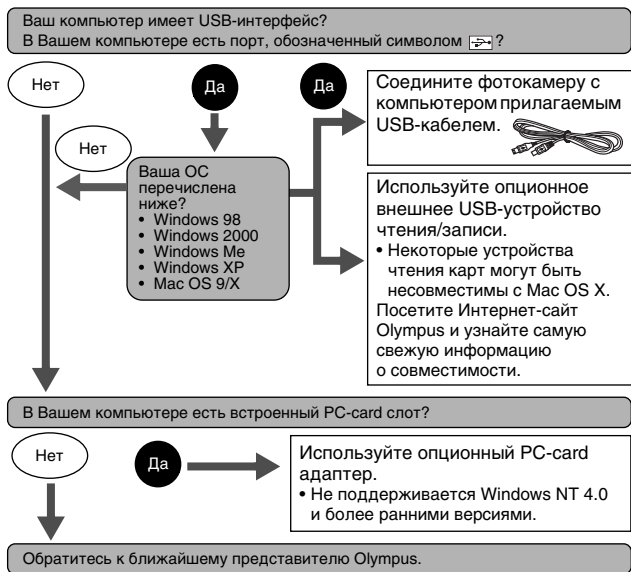 Ваш компьютер имеет USB-интерфейс?
В Вашем компьютере есть порт, обозначенный символом ?
Нет
Да
Да
Соедините фотокамеру с
компьютером прилагаемым
USB-кабелем.
Нет
Ваша ОС
перечислена
ниже?
• Windows 98
• Windows 2000
• Windows Me
• Windows XP
• Mac OS 9/X
Используйте опционное
внешнее USB-устройство
чтения/записи.
• Некоторые устройства
чтения карт могут быть
несовместимы с Mac OS X.
Посетите Интернет-сайт
Olympus и узнайте самую
свежую информацию
о совместимости.
В Вашем компьютере есть встроенный PC-card слот?
Нет
Да
Используйте опционный PC-card
адаптер.
• Не поддерживается Windows NT 4.0
и более ранними версиями.
Обратитесь к ближайшему представителю Olympus.